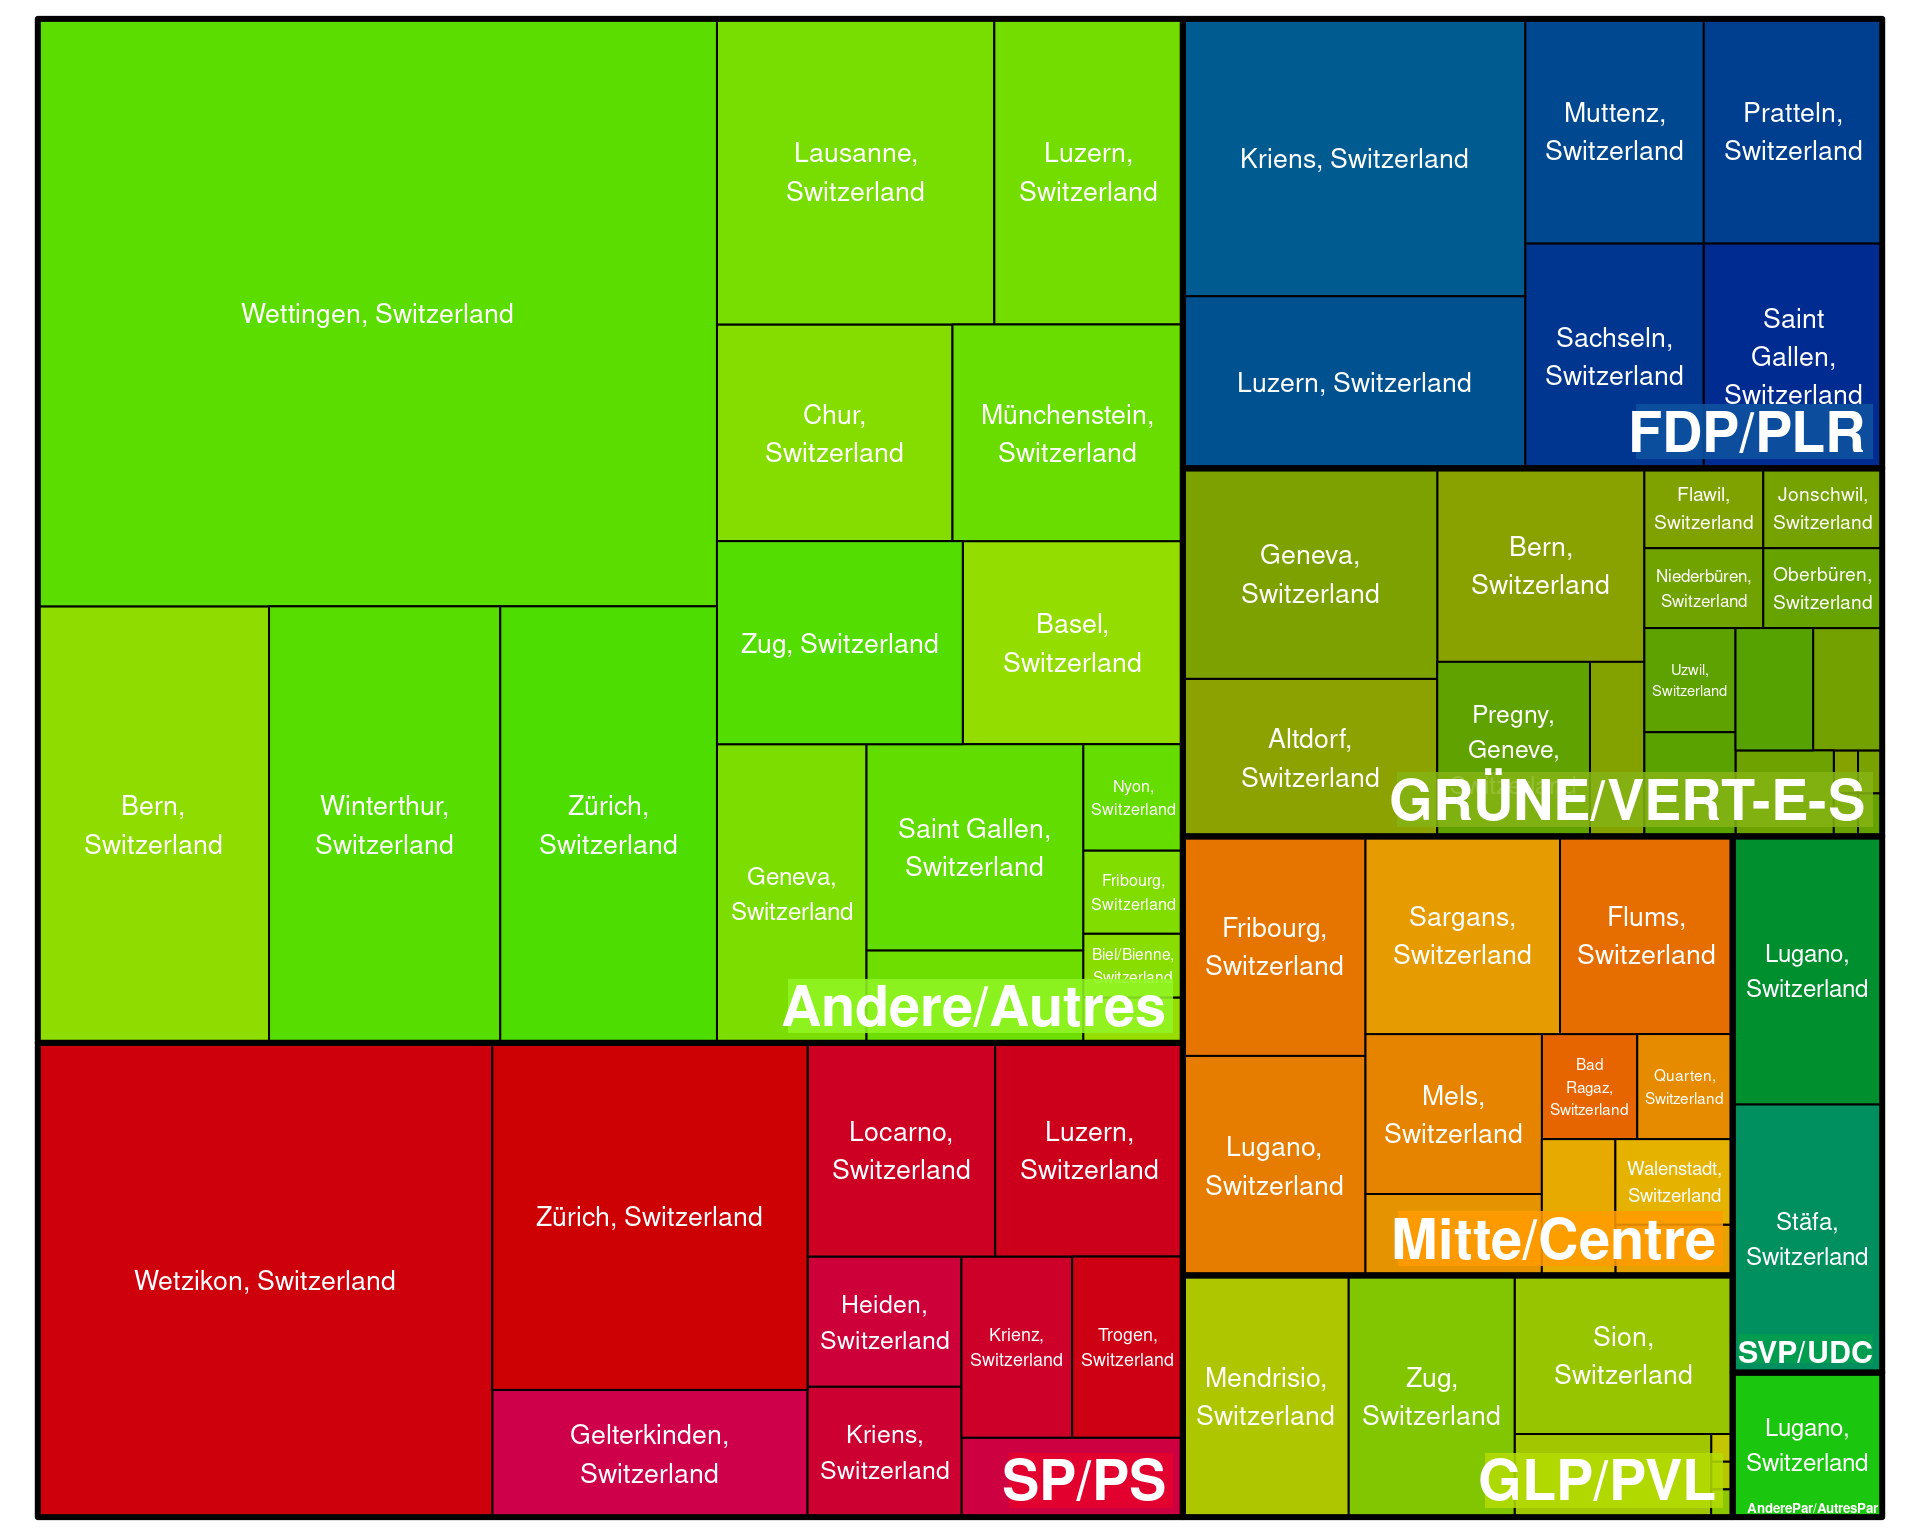 Wettingen, Switzerland
Lausanne,
Switzerland
Luzern,
Switzerland
Chur,
Switzerland
Münchenstein,
Switzerland
Zug, Switzerland
Basel,
Switzerland
Bern,
Switzerland
Winterthur,
Switzerland
Zürich,
Switzerland
Geneva,
Switzerland
Saint Gallen,
Switzerland
Nyon,
Switzerland
Fribourg,
Switzerland
Biel/Bienne,
Switzerland
Andere/Autres
Wetzikon, Switzerland
Zürich, Switzerland
Gelterkinden,
Switzerland
Locarno,
Switzerland
Luzern,
Switzerland
Heiden,
Switzerland
Krienz,
Switzerland
Trogen,
Switzerland
Kriens,
Switzerland
SP/PS
Kriens, Switzerland
Luzern, Switzerland
Muttenz,
Switzerland
Pratteln,
Switzerland
Sachseln,
Switzerland
Saint
Gallen,
Switzerland
FDP/PLR
Geneva,
Switzerland
Altdorf,
Switzerland
Bern,
Switzerland
Pregny,
Geneve,
Switzerland
Flawil,
Switzerland
Jonschwil,
Switzerland
Niederbüren,
Switzerland
Oberbüren,
Switzerland
Uzwil,
Switzerland
GRÜNE/VERT-E-S
Fribourg,
Switzerland
Lugano,
Switzerland
Sargans,
Switzerland
Flums,
Switzerland
Mels,
Switzerland
Bad
Ragaz,
Switzerland
Quarten,
Switzerland
Walenstadt,
Switzerland
Mitte/Centre
Mendrisio,
Switzerland
Zug,
Switzerland
Sion,
Switzerland
GLP/PVL
Lugano,
Switzerland
Stäfa,
Switzerland
SVP/UDC
Lugano,
Switzerland
AnderePar/AutresPar